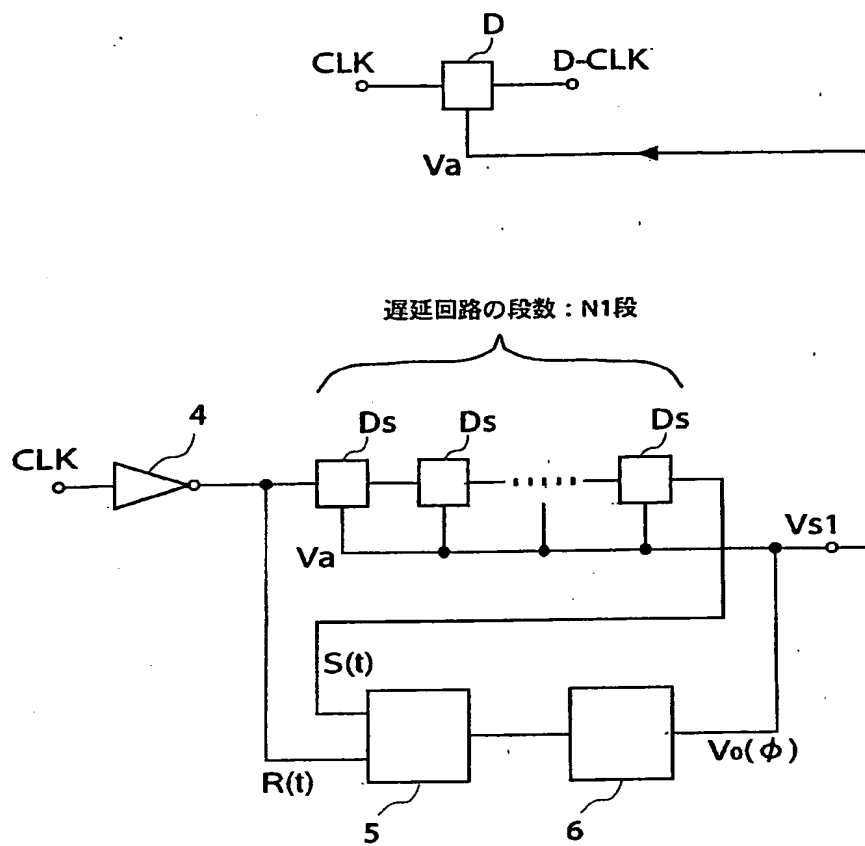 D
CLK
D-CLK
Va
遅延回路の段数：N1段
4
Ds
Ds
Ds
CLK
Vs1
Va
S(t)
R(t)
Vo(ϕ)
5
6